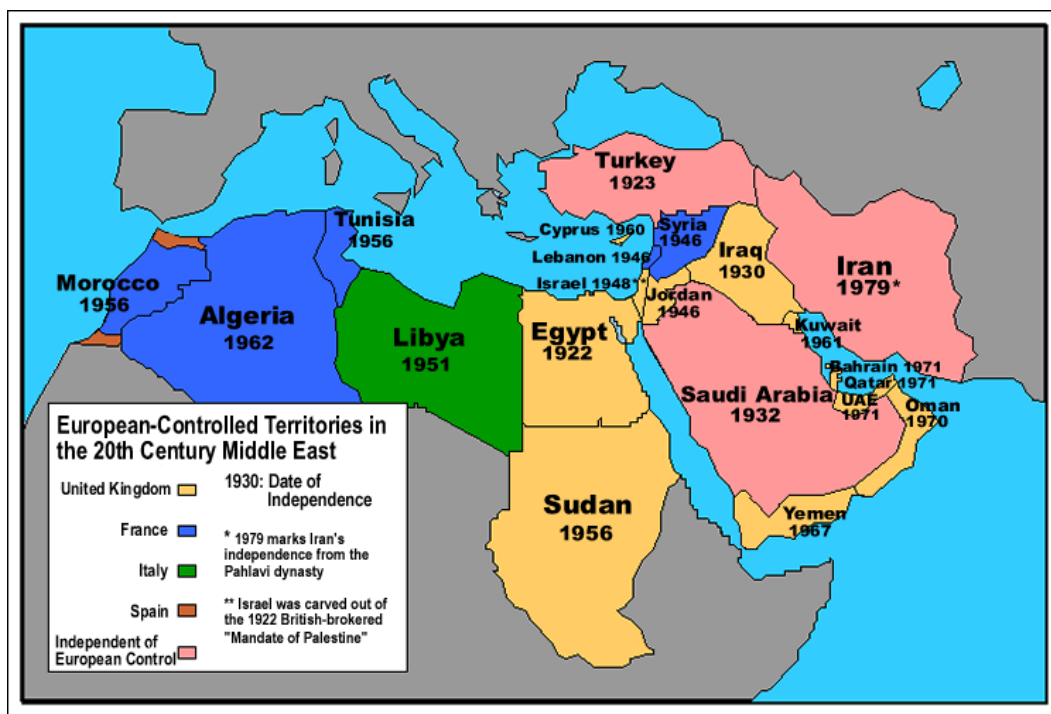 Turkey
1923
Tunisia
1956
Cyprus 1960
Syria
1946
Lebanon 1946
Iraq
1930
Iran
1979*
Morocco
1956
Israel 1948**
Jordan
1946
Algeria
1962
Libya
1951
Egypt
1922
Kuwait
1961
Bahrain 1971
Qatar 1971
Saudi Arabia
1932
UAE
1971
Oman
1970
Sudan
1956
Yemen
1967
European-Controlled Territories in
the 20th Century Middle East
United Kingdom
France
Italy
Spain
Independent of
European Control
1930: Date of
Independence
* 1979 marks Iran's
independence from the
Pahlavi dynasty
** Israel was carved out of
the 1922 British-brokered
"Mandate of Palestine"